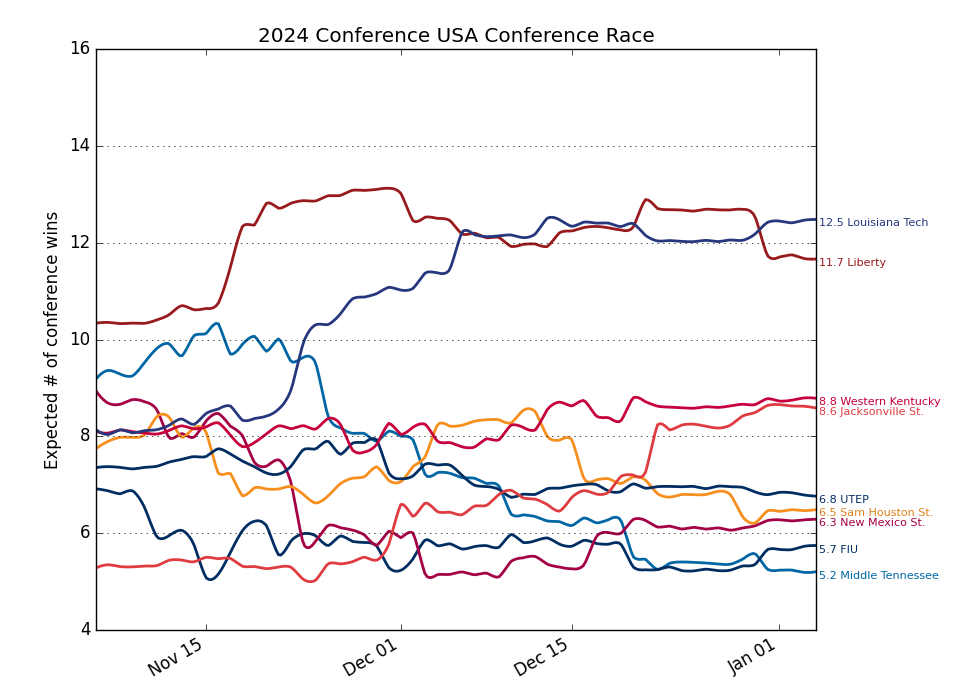 2024 Conference USA Conference Race
Expected # of conference wins
16
14
12
10
8
6
4
Nov 15
Dec 01
Dec 15
Jan 01
12.5 Louisiana Tech
11.7 Liberty
8.8 Western Kentucky
8.6 Jacksonville St.
6.8 UTEP
6.5 Sam Houston St.
6.3 New Mexico St.
5.7 FIU
5.2 Middle Tennessee